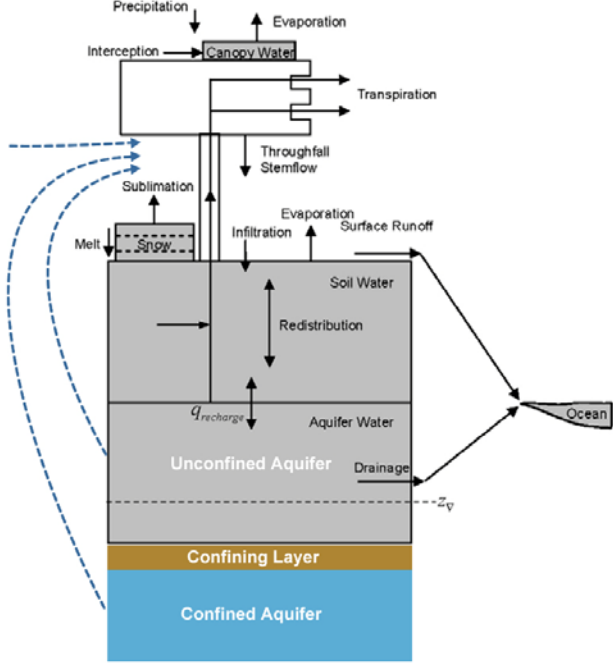 Precipitation
Evaporation
Interception
Canopy Water
Transpiration
Throughfall
Stemflow
Sublimation
Evaporation
Surface Runoff
Melt
Snow
Infiltration
Soil Water
Redistribution
q_recharge
Aquifer Water
Ocean
Unconfined Aquifer
Drainage
z_∇
Confining Layer
Confined Aquifer